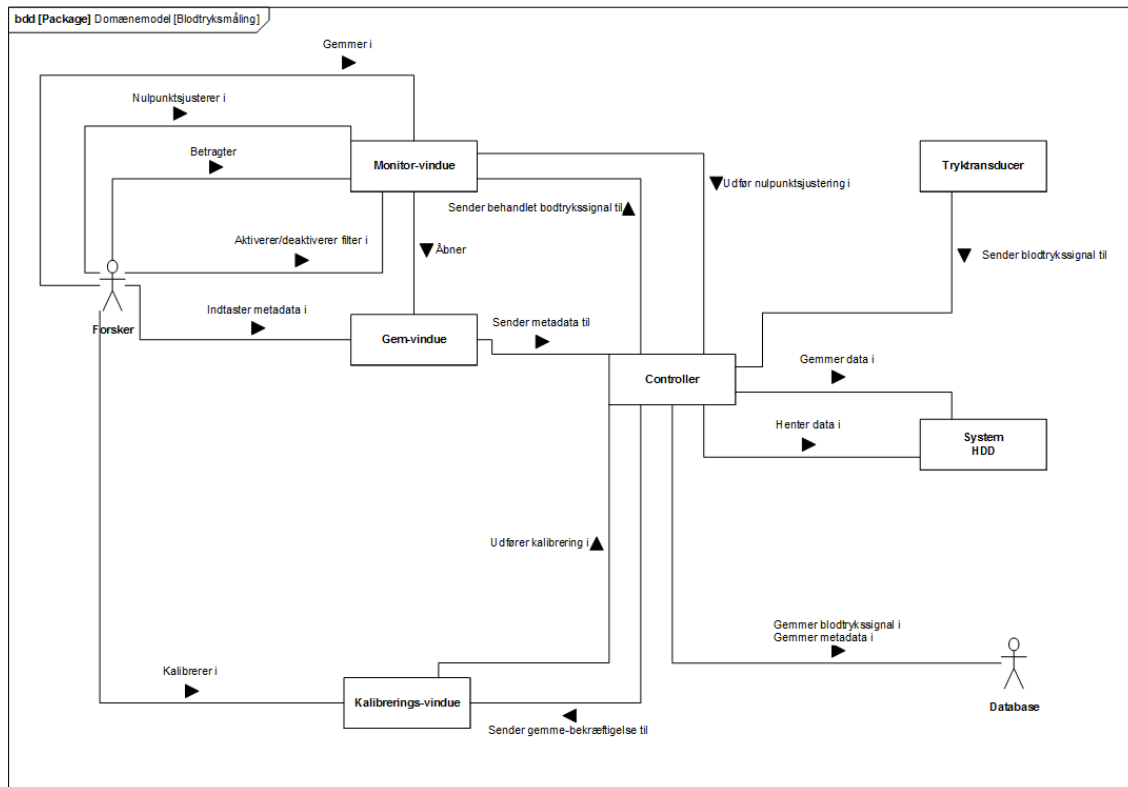 bdd [Package] Domænemodel [Blodtryksmåling]
Gemmer i
Nulpunktsjusterer i
Betragter
Monitor-vindue
Tryktransducer
Udfør nulpunktsjustering i
Sender behandlet bodtrykssignal til
Aktiverer/deaktiverer filter i
Åbner
Sender blodtrykssignal til
Forsker
Indtaster metadata i
Sender metadata til
Gem-vindue
Gemmer data i
Controller
Henter data i
System
HDD
Udfører kalibrering i
Gemmer blodtrykssignal i
Gemmer metadata i
Kalibrerer i
Kalibrerings-vindue
Database
Sender gemme-bekræftigelse til